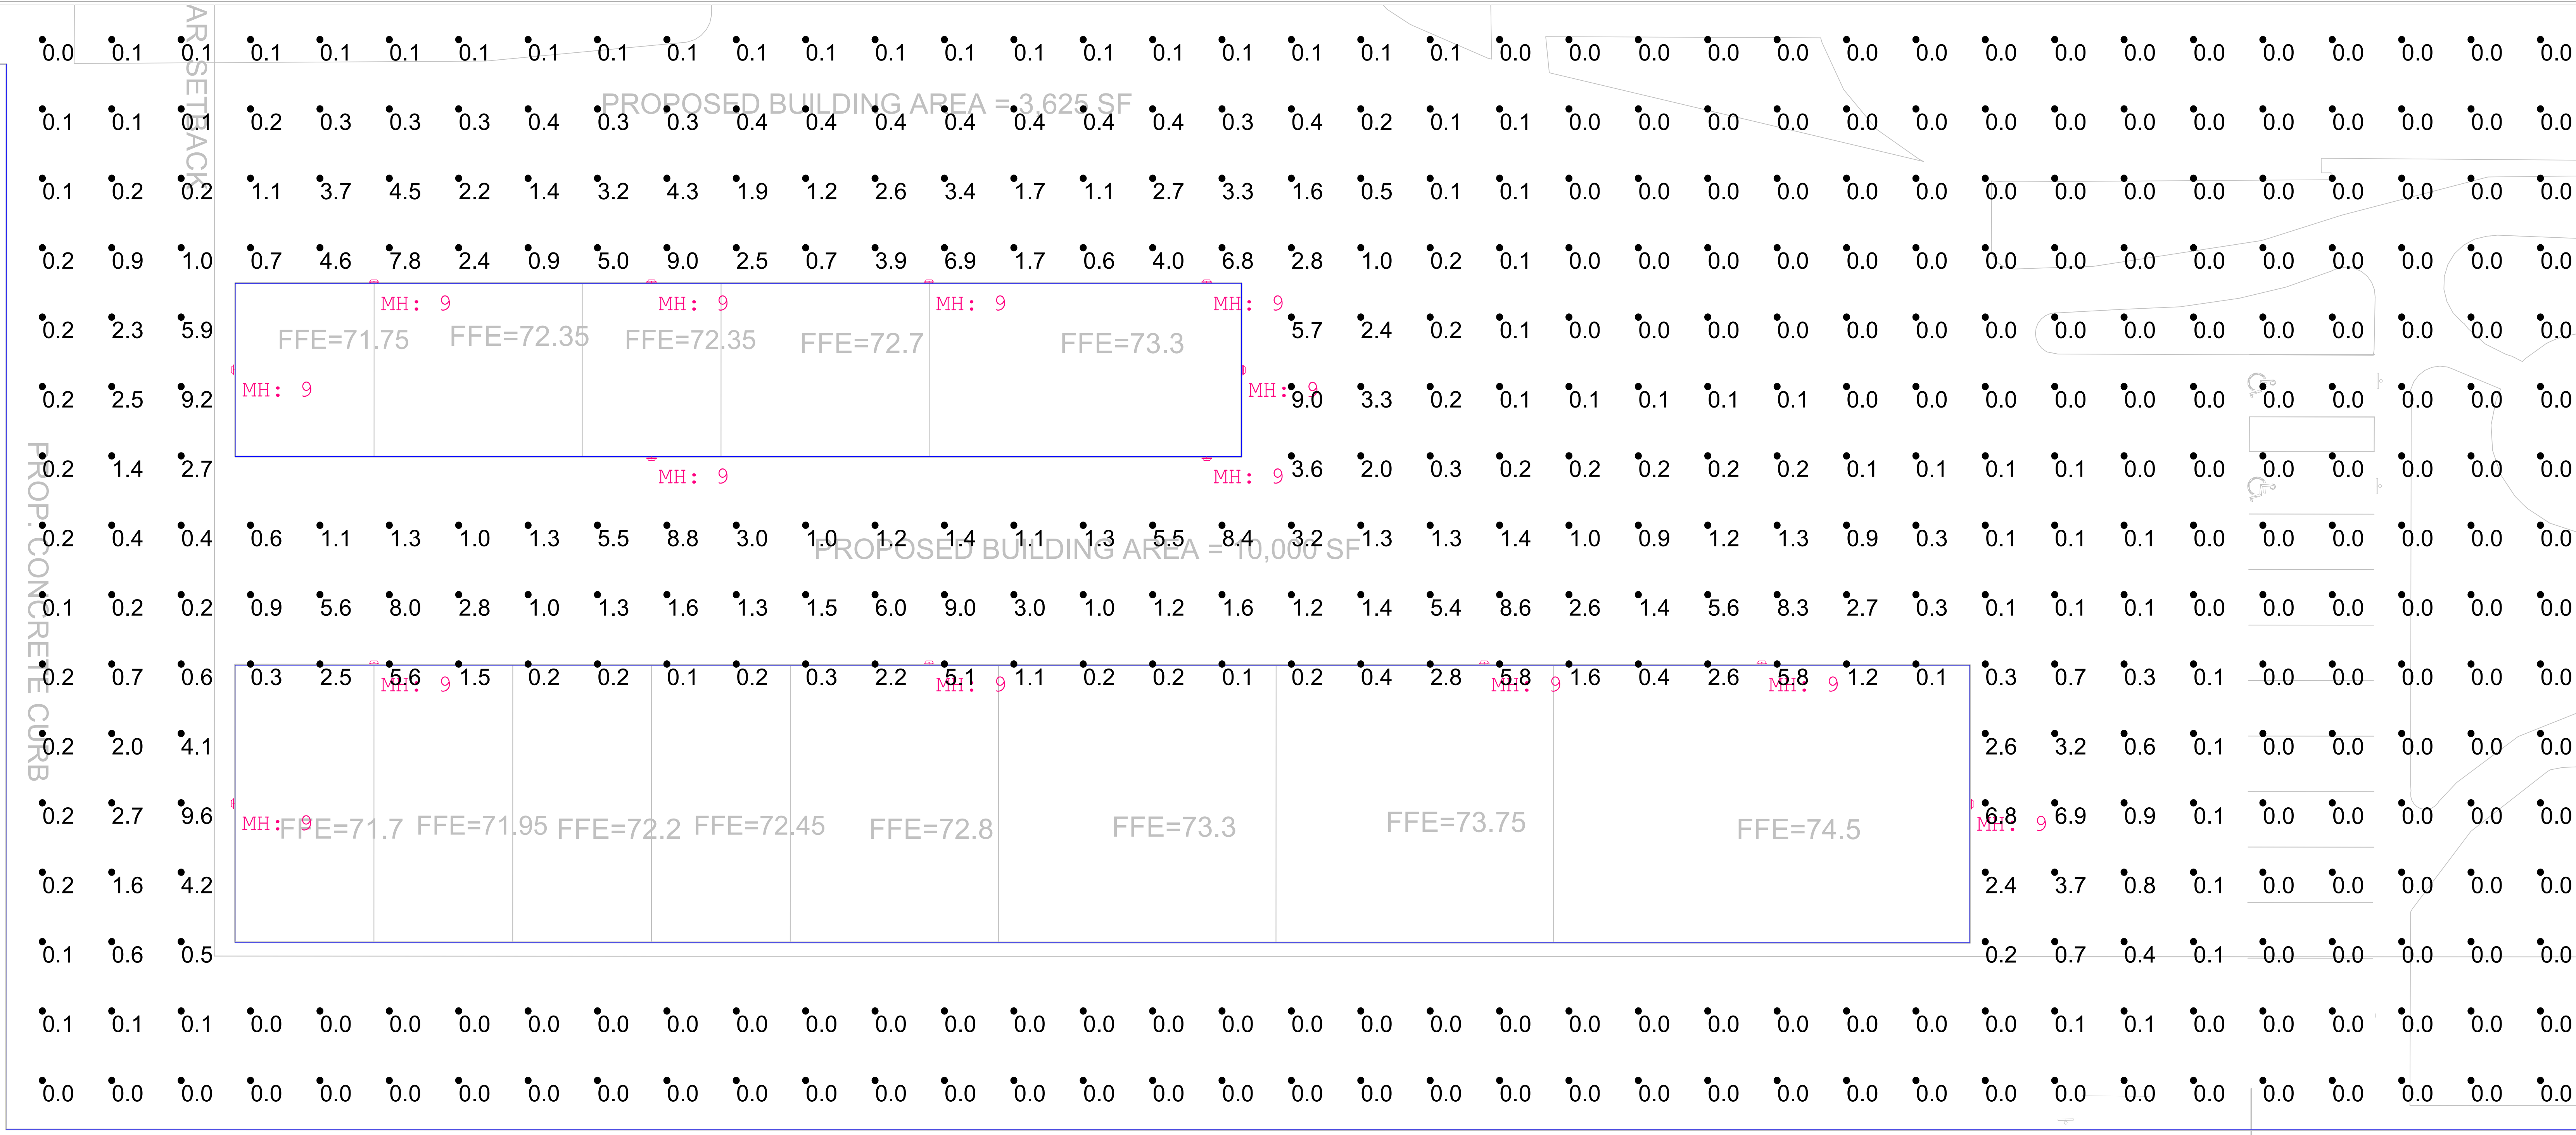 0.0 0.1 0.1 0.1 0.1 0.1 0.1 0.1 0.1 0.1 0.1 0.1 0.1 0.1 0.1 0.1 0.1 0.1 0.1 0.1 0.1 0.0 0.0 0.0 0.0 0.0 0.0 0.0 0.0 0.0 0.0 0.0 0.0 0.0 0.0 0.0 0.0
AR SETBACK
PROPOSED BUILDING AREA = 3,625 SF
0.1 0.1 0.1 0.2 0.3 0.3 0.3 0.4 0.3 0.3 0.4 0.4 0.4 0.4 0.4 0.4 0.4 0.3 0.4 0.2 0.1 0.1 0.0 0.0 0.0 0.0 0.0 0.0 0.0 0.0 0.0 0.0 0.0 0.0 0.0 0.0 0.0
0.1 0.2 0.2 1.1 3.7 4.5 2.2 1.4 3.2 4.3 1.9 1.2 2.6 3.4 1.7 1.1 2.7 3.3 1.6 0.5 0.1 0.1 0.0 0.0 0.0 0.0 0.0 0.0 0.0 0.0 0.0 0.0 0.0 0.0 0.0 0.0 0.0
0.2 0.9 1.0 0.7 4.6 7.8 2.4 0.9 5.0 9.0 2.5 0.7 3.9 6.9 1.7 0.6 4.0 6.8 2.8 1.0 0.2 0.1 0.0 0.0 0.0 0.0 0.0 0.0 0.0 0.0 0.0 0.0 0.0 0.0 0.0 0.0 0.0
MH: 9 MH: 9 MH: 9 MH: 9
0.2 2.3 5.9 5.7 2.4 0.2 0.1 0.0 0.0 0.0 0.0 0.0 0.0 0.0 0.0 0.0 0.0 0.0 0.0 0.0 0.0 0.0
FFE=71.75 FFE=72.35 FFE=72.35 FFE=72.7 FFE=73.3
MH: 9 MH: 9
0.2 2.5 9.2 9.0 3.3 0.2 0.1 0.1 0.1 0.1 0.1 0.0 0.0 0.0 0.0 0.0 0.0 0.0 0.0 0.0 0.0 0.0
0.2 1.4 2.7 3.6 2.0 0.3 0.2 0.2 0.2 0.2 0.2 0.1 0.1 0.1 0.1 0.0 0.0 0.0 0.0 0.0 0.0 0.0
MH: 9 MH: 9
PROP. CONCRETE CURB
0.2 0.4 0.4 0.6 1.1 1.3 1.0 1.3 5.5 8.8 3.0 1.0 1.2 1.4 1.1 1.3 5.5 8.4 3.2 1.3 1.3 1.4 1.0 0.9 1.2 1.3 0.9 0.3 0.1 0.1 0.1 0.0 0.0 0.0 0.0 0.0 0.0
PROPOSED BUILDING AREA = 10,000 SF
0.1 0.2 0.2 0.9 5.6 8.0 2.8 1.0 1.3 1.6 1.3 1.5 6.0 9.0 3.0 1.0 1.2 1.6 1.2 1.4 5.4 8.6 2.6 1.4 5.6 8.3 2.7 0.3 0.1 0.1 0.1 0.0 0.0 0.0 0.0 0.0 0.0
0.2 0.7 0.6 0.3 2.5 5.6 1.5 0.2 0.2 0.1 0.2 0.3 2.2 5.1 1.1 0.2 0.2 0.1 0.2 0.4 2.8 5.8 1.6 0.4 2.6 5.8 1.2 0.1 0.3 0.7 0.3 0.1 0.0 0.0 0.0 0.0 0.0
MH: 9 MH: 9 MH: 9 MH: 9
0.2 2.0 4.1 2.6 3.2 0.6 0.1 0.0 0.0 0.0 0.0 0.0
0.2 2.7 9.6 6.8 6.9 0.9 0.1 0.0 0.0 0.0 0.0 0.0
MH: 9 MH: 9
FFE=71.7 FFE=71.95 FFE=72.2 FFE=72.45 FFE=72.8 FFE=73.3 FFE=73.75 FFE=74.5
0.2 1.6 4.2 2.4 3.7 0.8 0.1 0.0 0.0 0.0 0.0 0.0
0.1 0.6 0.5 0.2 0.7 0.4 0.1 0.0 0.0 0.0 0.0 0.0
0.1 0.1 0.1 0.0 0.0 0.0 0.0 0.0 0.0 0.0 0.0 0.0 0.0 0.0 0.0 0.0 0.0 0.0 0.0 0.0 0.0 0.0 0.0 0.0 0.0 0.0 0.0 0.0 0.0 0.1 0.1 0.0 0.0 0.0 0.0 0.0 0.0
0.0 0.0 0.0 0.0 0.0 0.0 0.0 0.0 0.0 0.0 0.0 0.0 0.0 0.0 0.0 0.0 0.0 0.0 0.0 0.0 0.0 0.0 0.0 0.0 0.0 0.0 0.0 0.0 0.0 0.0 0.0 0.0 0.0 0.0 0.0 0.0 0.0